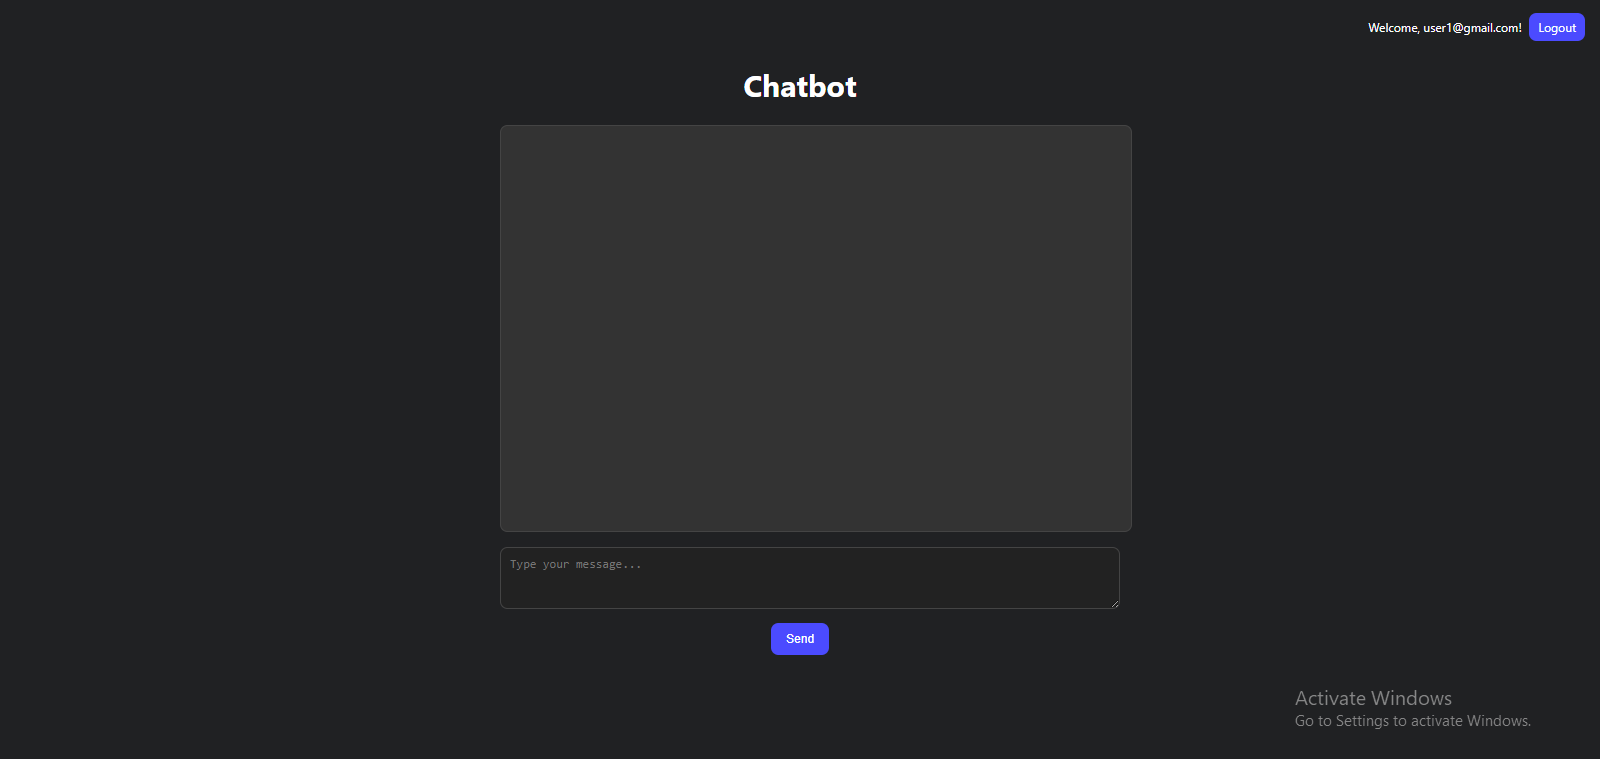 Welcome, user1@gmail.com! Logout
Chatbot
Type your message...
Send
Activate Windows
Go to Settings to activate Windows.